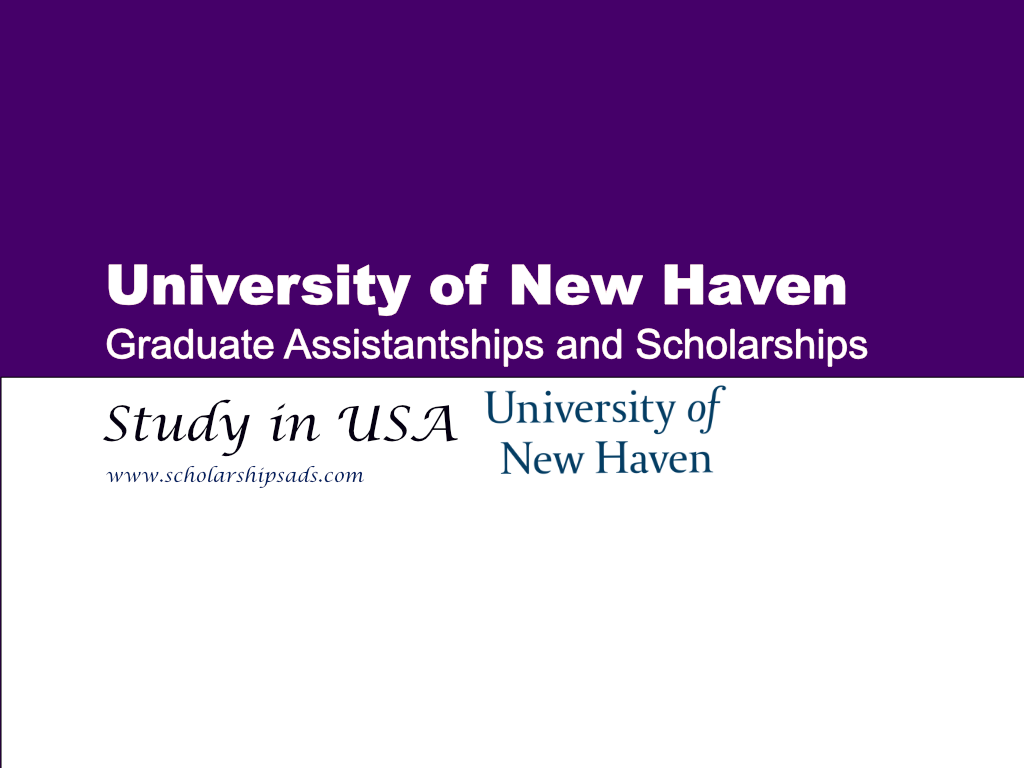 University of New Haven
Graduate Assistantships and Scholarships
Study in USA
www.scholarshipsads.com
University of
New Haven